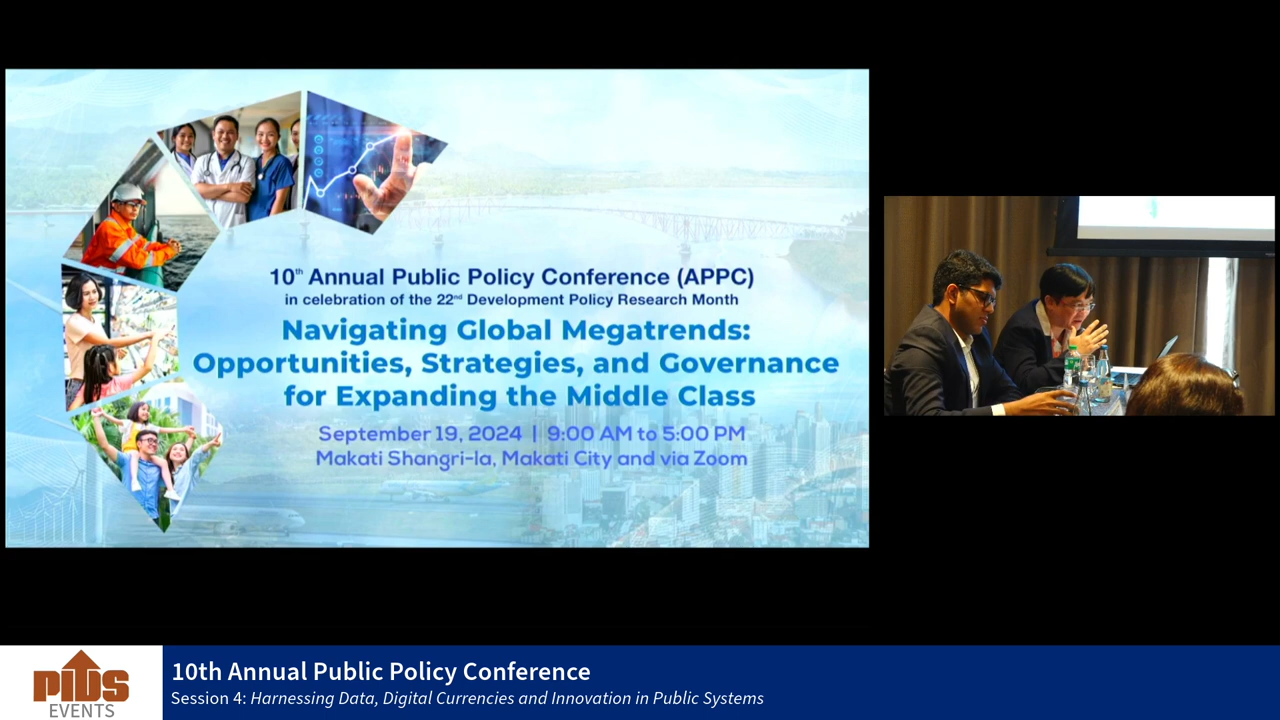 10th Annual Public Policy Conference (APPC)
in celebration of the 22nd Development Policy Research Month
Navigating Global Megatrends:
Opportunities, Strategies, and Governance
for Expanding the Middle Class
September 19, 2024 | 9:00 AM to 5:00 PM
Makati Shangri-la, Makati City and via Zoom
PIDS
EVENTS
10th Annual Public Policy Conference
Session 4: Harnessing Data, Digital Currencies and Innovation in Public Systems